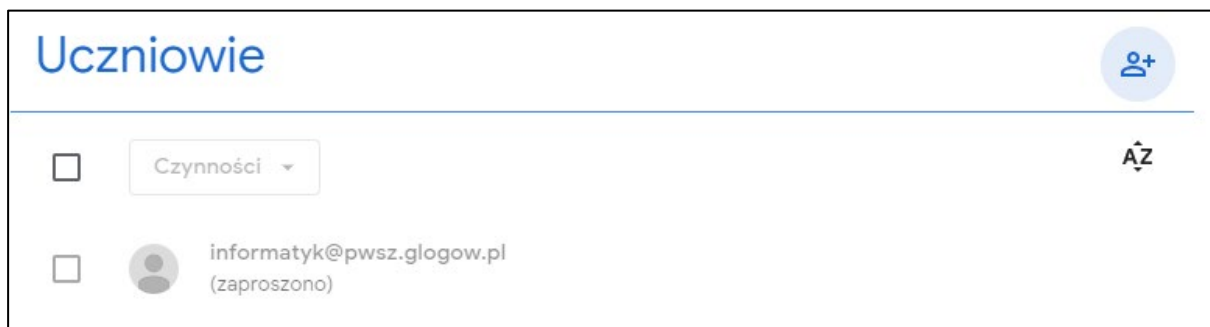 Uczniowie
Czynności
AZ
informatyk@pwsz.glogow.pl
(zaproszono)